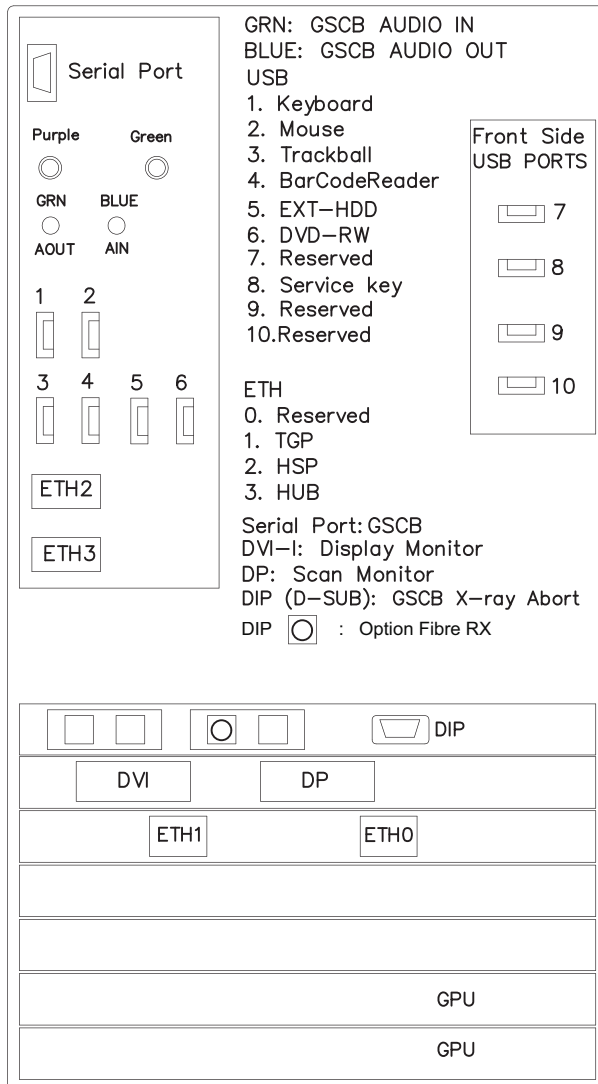 Serial Port
Purple Green
GRN BLUE
AOUT AIN
1 2
3 4 5 6
ETH2
ETH3
GRN: GSCB AUDIO IN
BLUE: GSCB AUDIO OUT
USB
1. Keyboard
2. Mouse
3. Trackball
4. BarCodeReader
5. EXT-HDD
6. DVD-RW
7. Reserved
8. Service key
9. Reserved
10.Reserved
ETH
0. Reserved
1. TGP
2. HSP
3. HUB
Serial Port: GSCB
DVI-I: Display Monitor
DP: Scan Monitor
DIP (D-SUB): GSCB X-ray Abort
DIP : Option Fibre RX
Front Side
USB PORTS
7
8
9
10
DIP
DVI DP
ETH1 ETH0
GPU
GPU